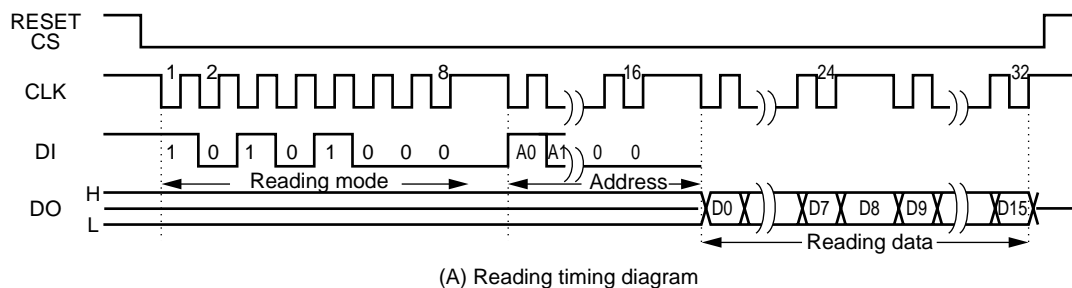 RESET
CS
CLK 1 2 8 16 24 32
DI 1 0 1 0 1 0 0 0 A0 A1 0 0
Reading mode Address
DO H L D0 D7 D8 D9 D15
Reading data
(A) Reading timing diagram